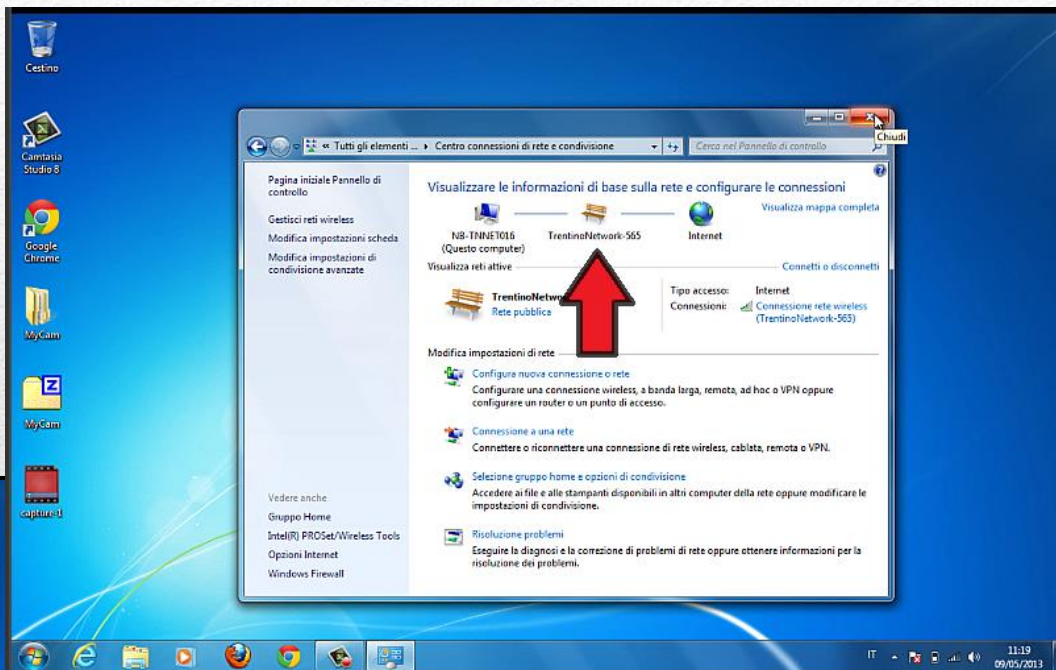 Cestino
Camtasia
Studio 8
Google
Chrome
MyCam
MyCam
capture-1
Chiudi
« Tutti gli elementi ... ▸ Centro connessioni di rete e condivisione
Cerca nel Pannello di controllo
Pagina iniziale Pannello di
controllo
Gestisci reti wireless
Modifica impostazioni scheda
Modifica impostazioni di
condivisione avanzate
Vedere anche
Gruppo Home
Intel(R) PROSet/Wireless Tools
Opzioni Internet
Windows Firewall
Visualizzare le informazioni di base sulla rete e configurare le connessioni
Visualizza mappa completa
NB-TNNET016
(Questo computer)
TrentinoNetwork-565
Internet
Visualizza reti attive
Connetti o disconnetti
Rete pubblica
Tipo accesso: Internet
Connessioni: Connessione rete wireless
(TrentinoNetwork-565)
Modifica impostazioni di rete
Configura nuova connessione o rete
Configurare una connessione wireless, a banda larga, remota, ad hoc o VPN oppure
configurare un router o un punto di accesso.
Connessione a una rete
Connettere o riconnettere una connessione di rete wireless, cablata, remota o VPN.
Selezione gruppo home e opzioni di condivisione
Accedere ai file e alle stampanti disponibili in altri computer della rete oppure modificare le
impostazioni di condivisione.
Risoluzione problemi
Eseguire la diagnosi e la correzione di problemi di rete oppure ottenere informazioni per la
risoluzione dei problemi.
IT
11:19
09/05/2013